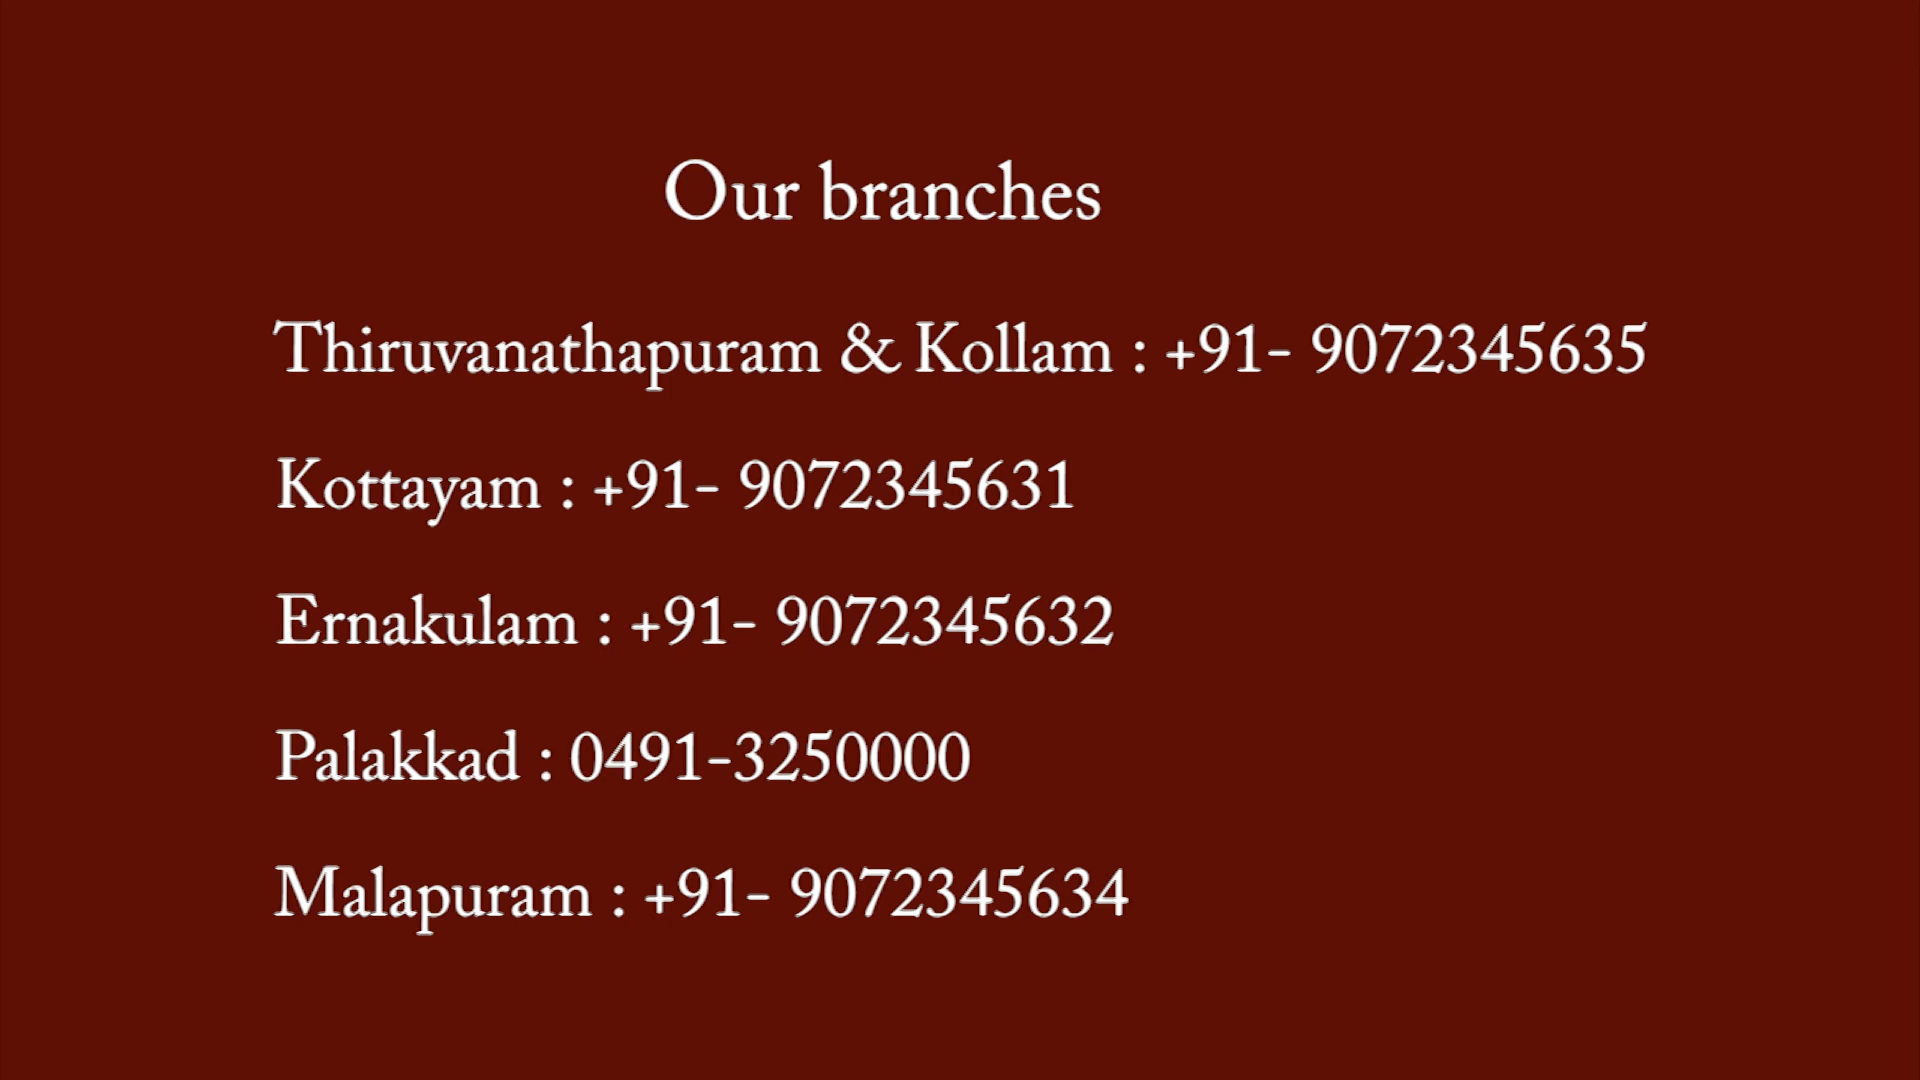 Our branches
Thiruvanathapuram & Kollam : +91- 9072345635
Kottayam : +91- 9072345631
Ernakulam : +91- 9072345632
Palakkad : 0491-3250000
Malapuram : +91- 9072345634